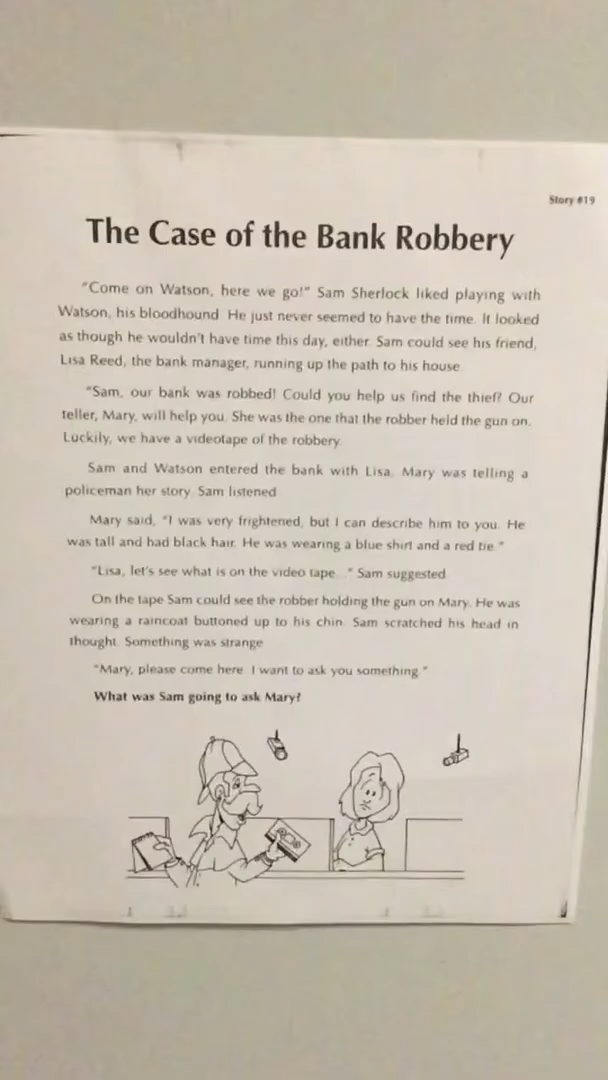 Story #19
The Case of the Bank Robbery
"Come on Watson, here we go!" Sam Sherlock liked playing with
Watson, his bloodhound. He just never seemed to have the time. It looked
as though he wouldn't have time this day, either. Sam could see his friend,
Lisa Reed, the bank manager, running up the path to his house.
"Sam, our bank was robbed! Could you help us find the thief? Our
teller, Mary, will help you. She was the one that the robber held the gun on.
Luckily, we have a videotape of the robbery.
Sam and Watson entered the bank with Lisa. Mary was telling a
policeman her story. Sam listened.
Mary said, "I was very frightened, but I can describe him to you. He
was tall and had black hair. He was wearing a blue shirt and a red tie."
"Lisa, let's see what is on the video tape..." Sam suggested.
On the tape Sam could see the robber holding the gun on Mary. He was
wearing a raincoat buttoned up to his chin. Sam scratched his head in
thought. Something was strange.
"Mary, please come here. I want to ask you something."
What was Sam going to ask Mary?